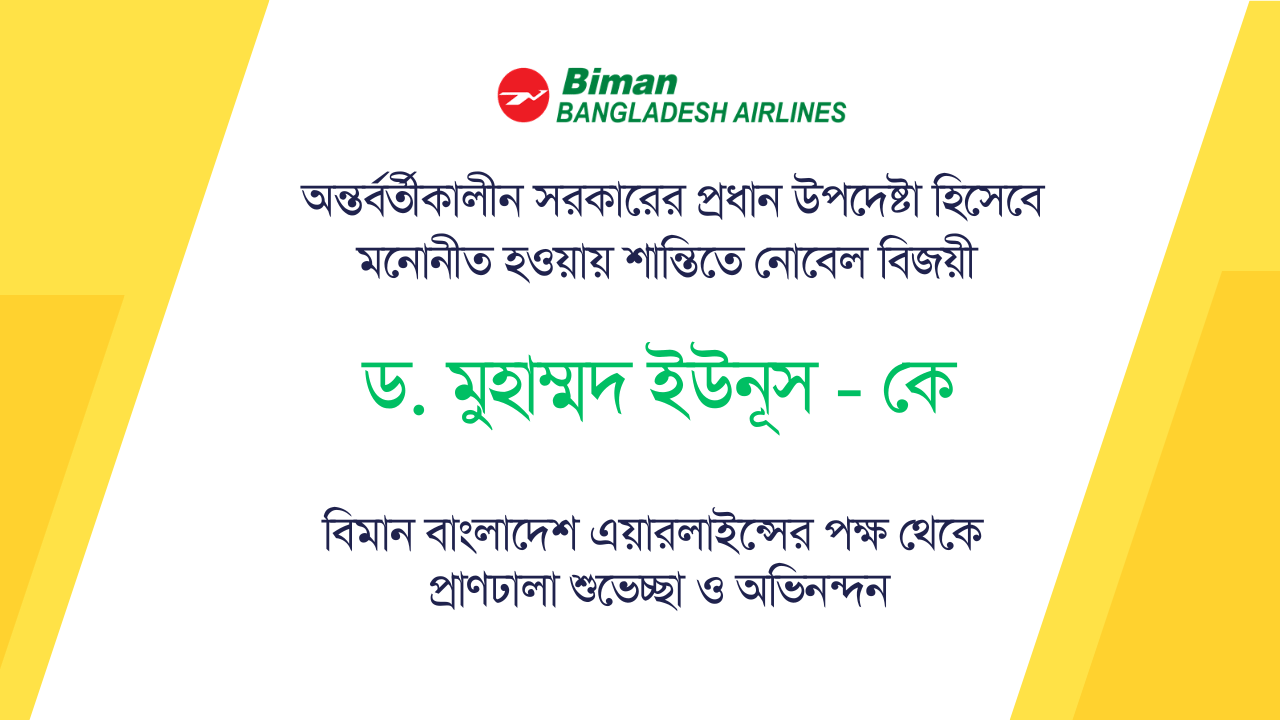 Biman
BANGLADESH AIRLINES
অন্তর্বর্তীকালীন সরকারের প্রধান উপদেষ্টা হিসেবে
মনোনীত হওয়ায় শান্তিতে নোবেল বিজয়ী
ড. মুহাম্মদ ইউনূস - কে
বিমান বাংলাদেশ এয়ারলাইন্সের পক্ষ থেকে
প্রাণঢালা শুভেচ্ছা ও অভিনন্দন